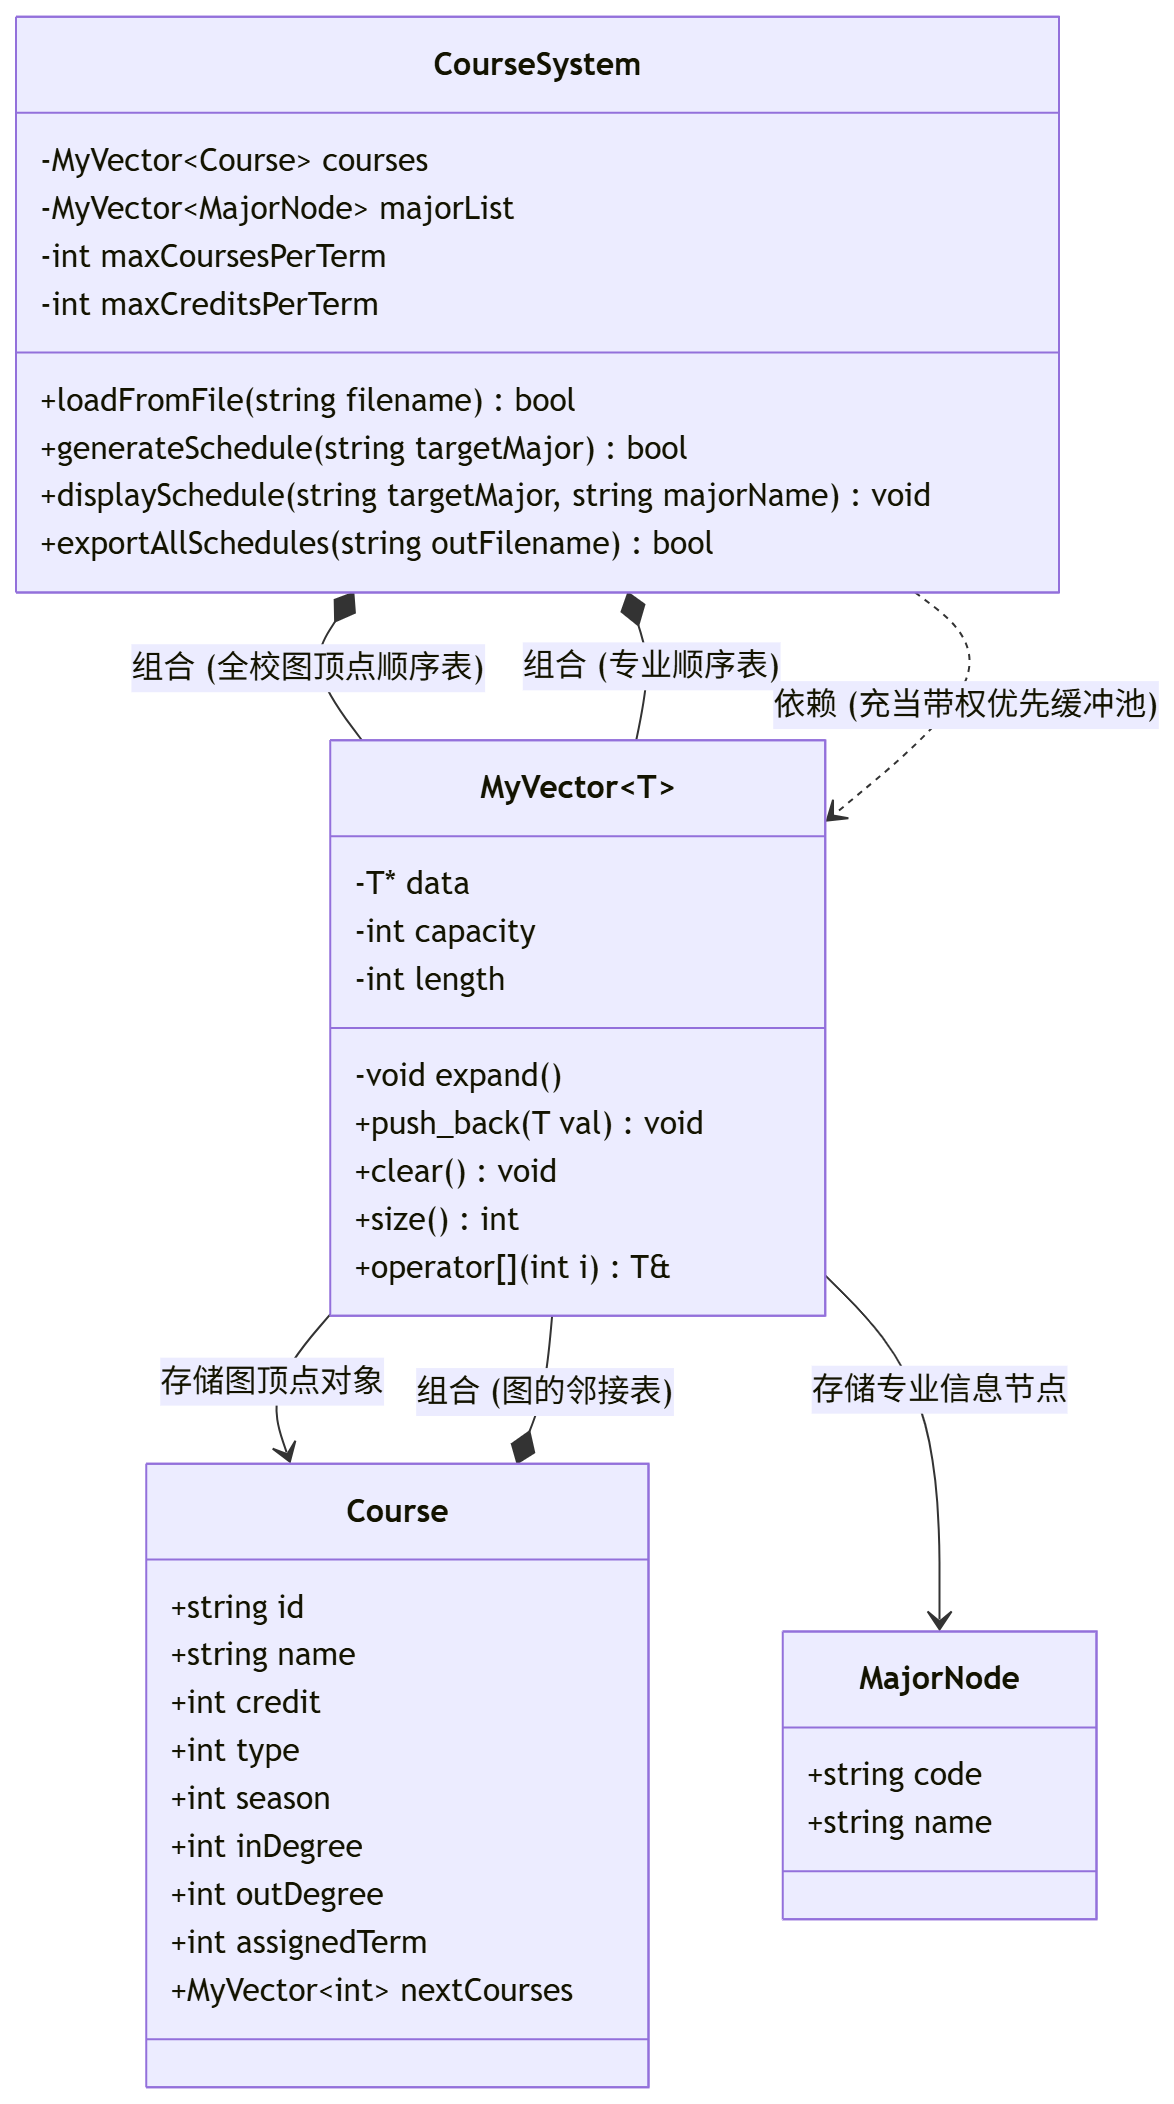 CourseSystem
-MyVector<Course> courses
-MyVector<MajorNode> majorList
-int maxCoursesPerTerm
-int maxCreditsPerTerm
+loadFromFile(string filename) : bool
+generateSchedule(string targetMajor) : bool
+displaySchedule(string targetMajor, string majorName) : void
+exportAllSchedules(string outFilename) : bool
组合 (全校图顶点顺序表)
组合 (专业顺序表)
依赖 (充当带权优先缓冲池)
MyVector<T>
-T* data
-int capacity
-int length
-void expand()
+push_back(T val) : void
+clear() : void
+size() : int
+operator[](int i) : T&
存储图顶点对象
组合 (图的邻接表)
存储专业信息节点
Course
+string id
+string name
+int credit
+int type
+int season
+int inDegree
+int outDegree
+int assignedTerm
+MyVector<int> nextCourses
MajorNode
+string code
+string name